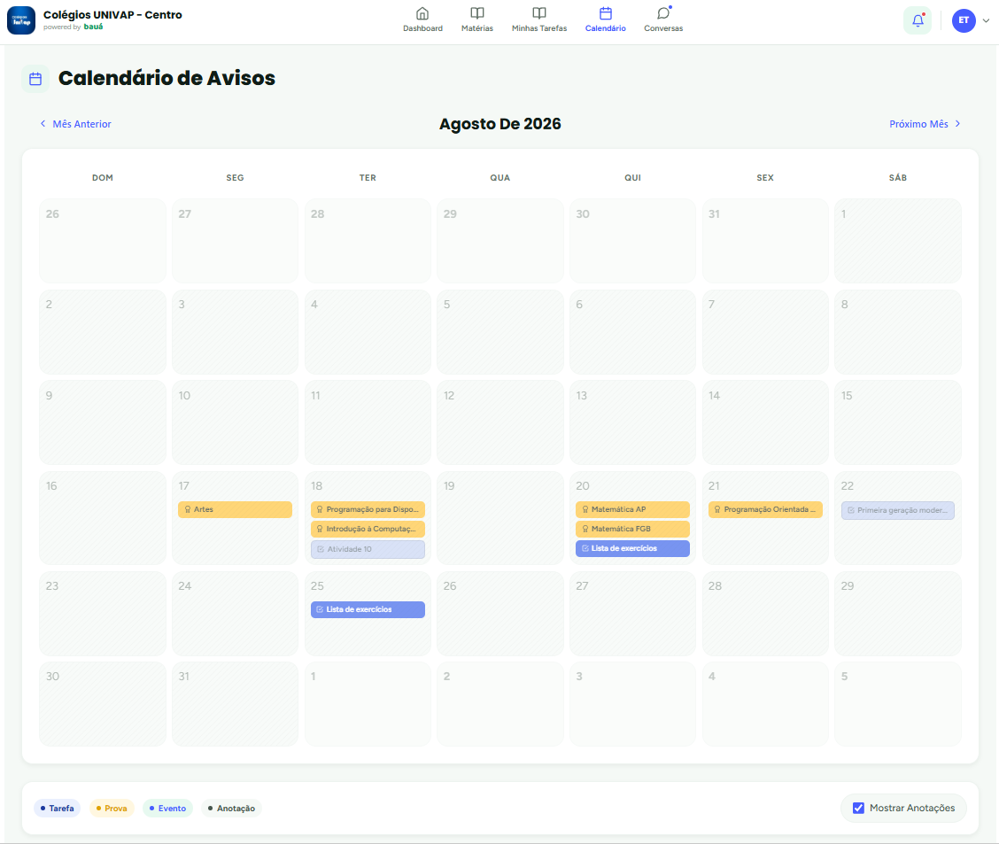 Colégios UNIVAP - Centro
powered by bauá
Dashboard
Matérias
Minhas Tarefas
Calendário
Conversas
ET
Calendário de Avisos
Mês Anterior
Agosto De 2026
Próximo Mês
DOM SEG TER QUA QUI SEX SÁB
26 27 28 29 30 31 1
2 3 4 5 6 7 8
9 10 11 12 13 14 15
16 17 18 19 20 21 22
Artes
Programação para Dispo...
Introdução à Computaç...
Atividade 10
Matemática AP
Matemática FGB
Lista de exercícios
Programação Orientada ...
Primeira geração moder...
23 24 25 26 27 28 29
Lista de exercícios
30 31 1 2 3 4 5
Tarefa
Prova
Evento
Anotação
Mostrar Anotações